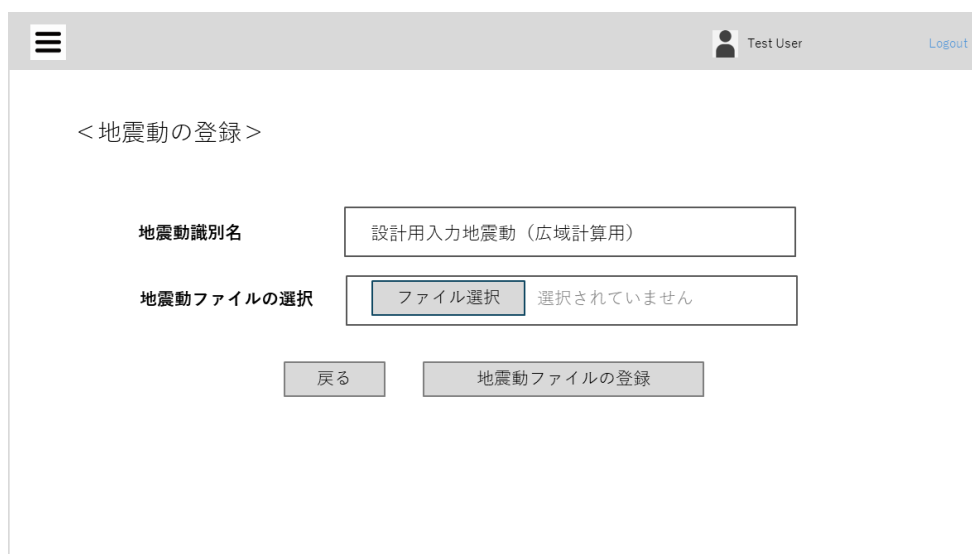 Test User
Logout
＜地震動の登録＞
地震動識別名
設計用入力地震動（広域計算用）
地震動ファイルの選択
ファイル選択
選択されていません
戻る
地震動ファイルの登録